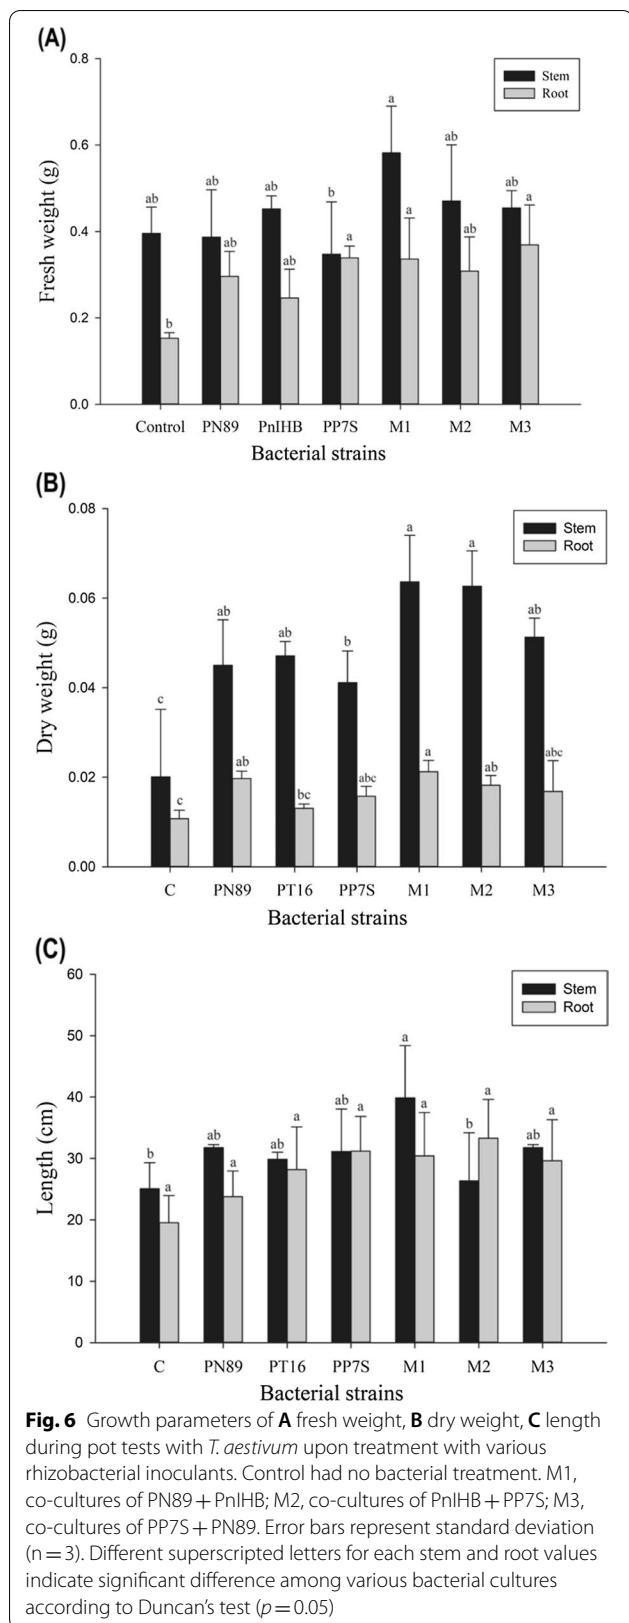 (A)
0.8
Stem
Root
a
ab
ab
ab
ab
ab
b
a
0.6
ab
ab
a
a
ab
b
0.4
0.2
0.0
Fresh weight (g)
Control PN89 PnIHB PP7S M1 M2 M3
Bacterial strains
(B)
0.08
Stem
Root
a
a
ab
ab
b
ab
0.06
c
0.04
ab
a
ab
abc
abc
bc
c
0.02
0.00
Dry weight (g)
C PN89 PT16 PP7S M1 M2 M3
Bacterial strains
(C)
60
Stem
Root
50
a
40
ab
a
a
a
b
a
a
b
ab
ab
ab
30
a
a
20
10
0
Length (cm)
C PN89 PT16 PP7S M1 M2 M3
Bacterial strains
Fig. 6 Growth parameters of A fresh weight, B dry weight, C length
during pot tests with T. aestivum upon treatment with various
rhizobacterial inoculants. Control had no bacterial treatment. M1,
co-cultures of PN89 + PnIHB; M2, co-cultures of PnIHB + PP7S; M3,
co-cultures of PP7S + PN89. Error bars represent standard deviation
(n = 3). Different superscripted letters for each stem and root values
indicate significant difference among various bacterial cultures
according to Duncan's test (p = 0.05)